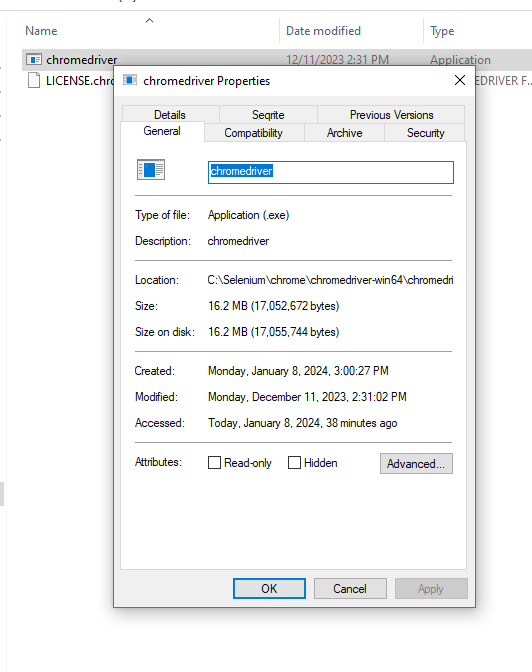 Name Date modified Type
chromedriver 12/11/2023 2:31 PM Application
LICENSE.chro
MEDRIVER F...
chromedriver Properties
Details Seqrite Previous Versions
General Compatibility Archive Security
chromedriver
Type of file: Application (.exe)
Description: chromedriver
Location: C:\Selenium\chrome\chromedriver-win64\chromedri
Size: 16.2 MB (17,052,672 bytes)
Size on disk: 16.2 MB (17,055,744 bytes)
Created: Monday, January 8, 2024, 3:00:27 PM
Modified: Monday, December 11, 2023, 2:31:02 PM
Accessed: Today, January 8, 2024, 38 minutes ago
Attributes: Read-only Hidden Advanced...
OK Cancel Apply